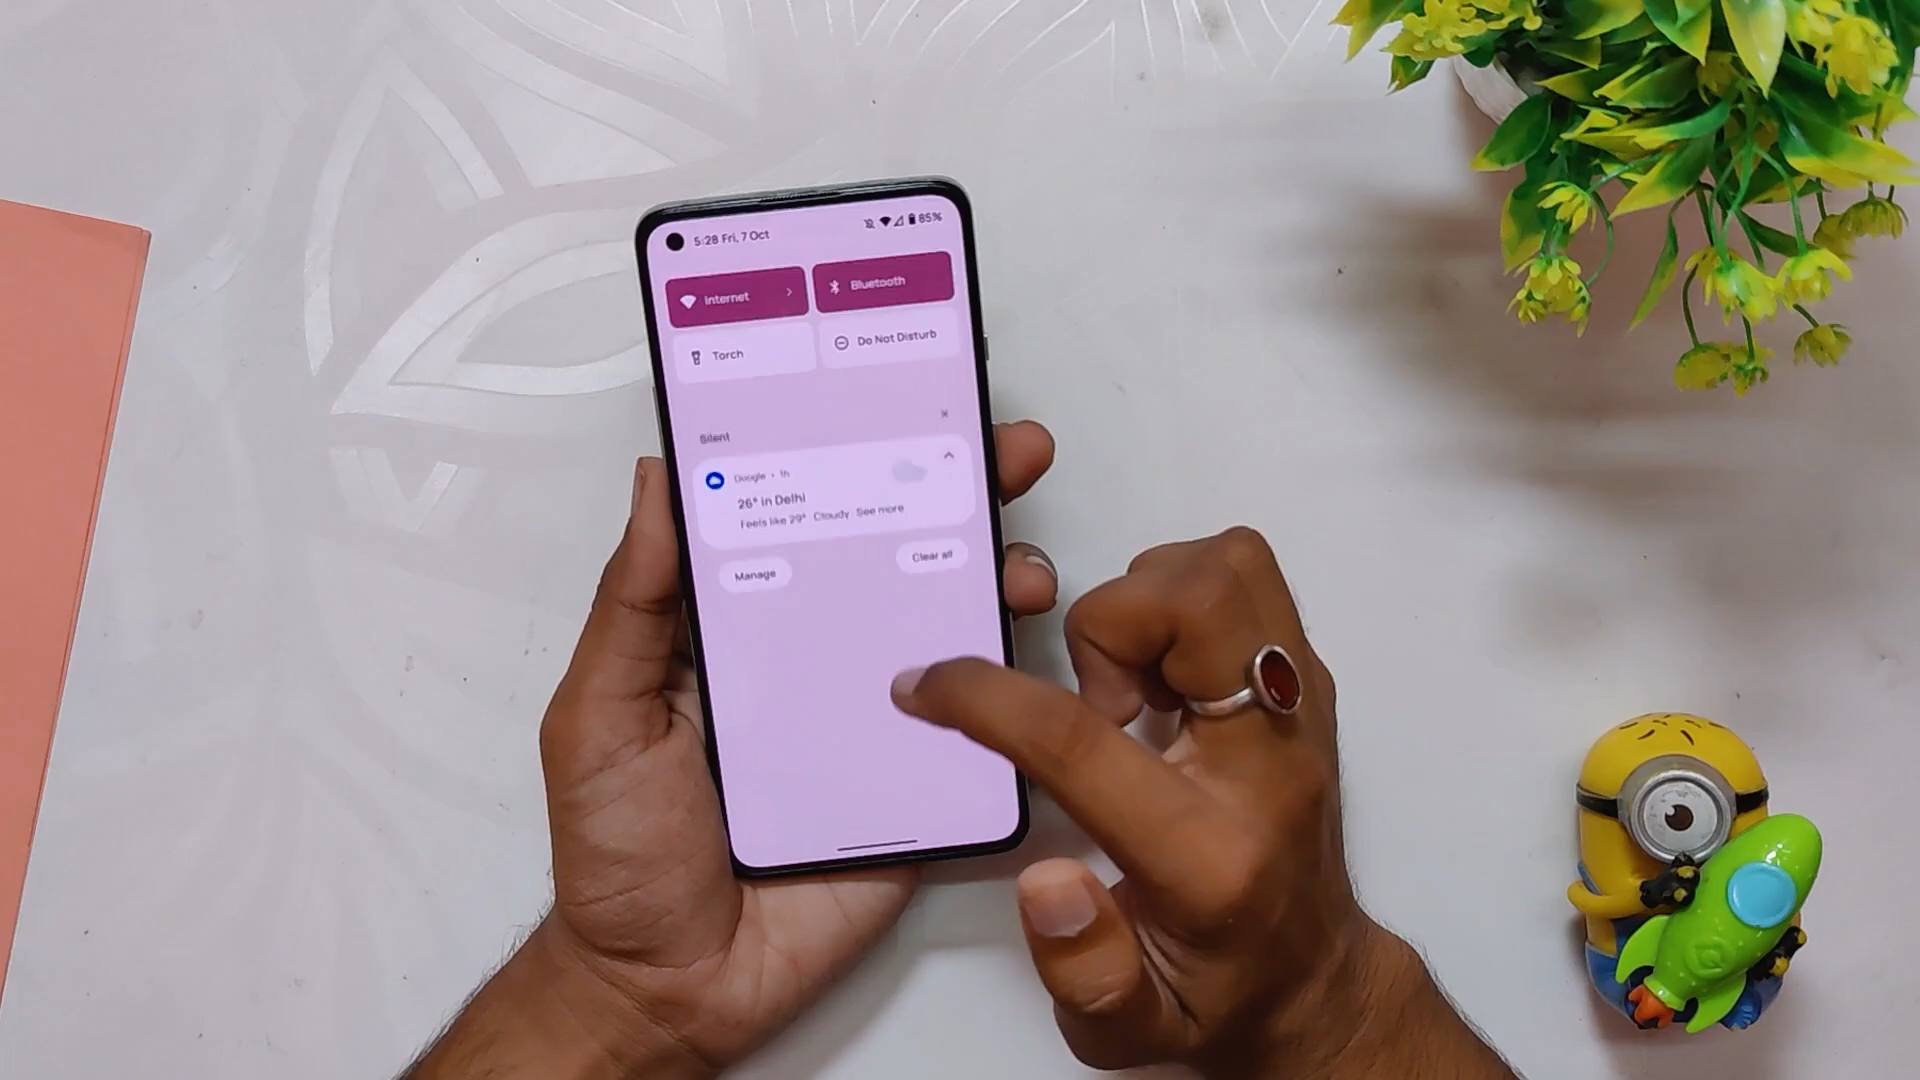 5:28 Fri, 7 Oct
85%
Internet
Bluetooth
Torch
Do Not Disturb
Silent
Google • 1h
26° in Delhi
Feels like 29° Cloudy See more
Manage
Clear all